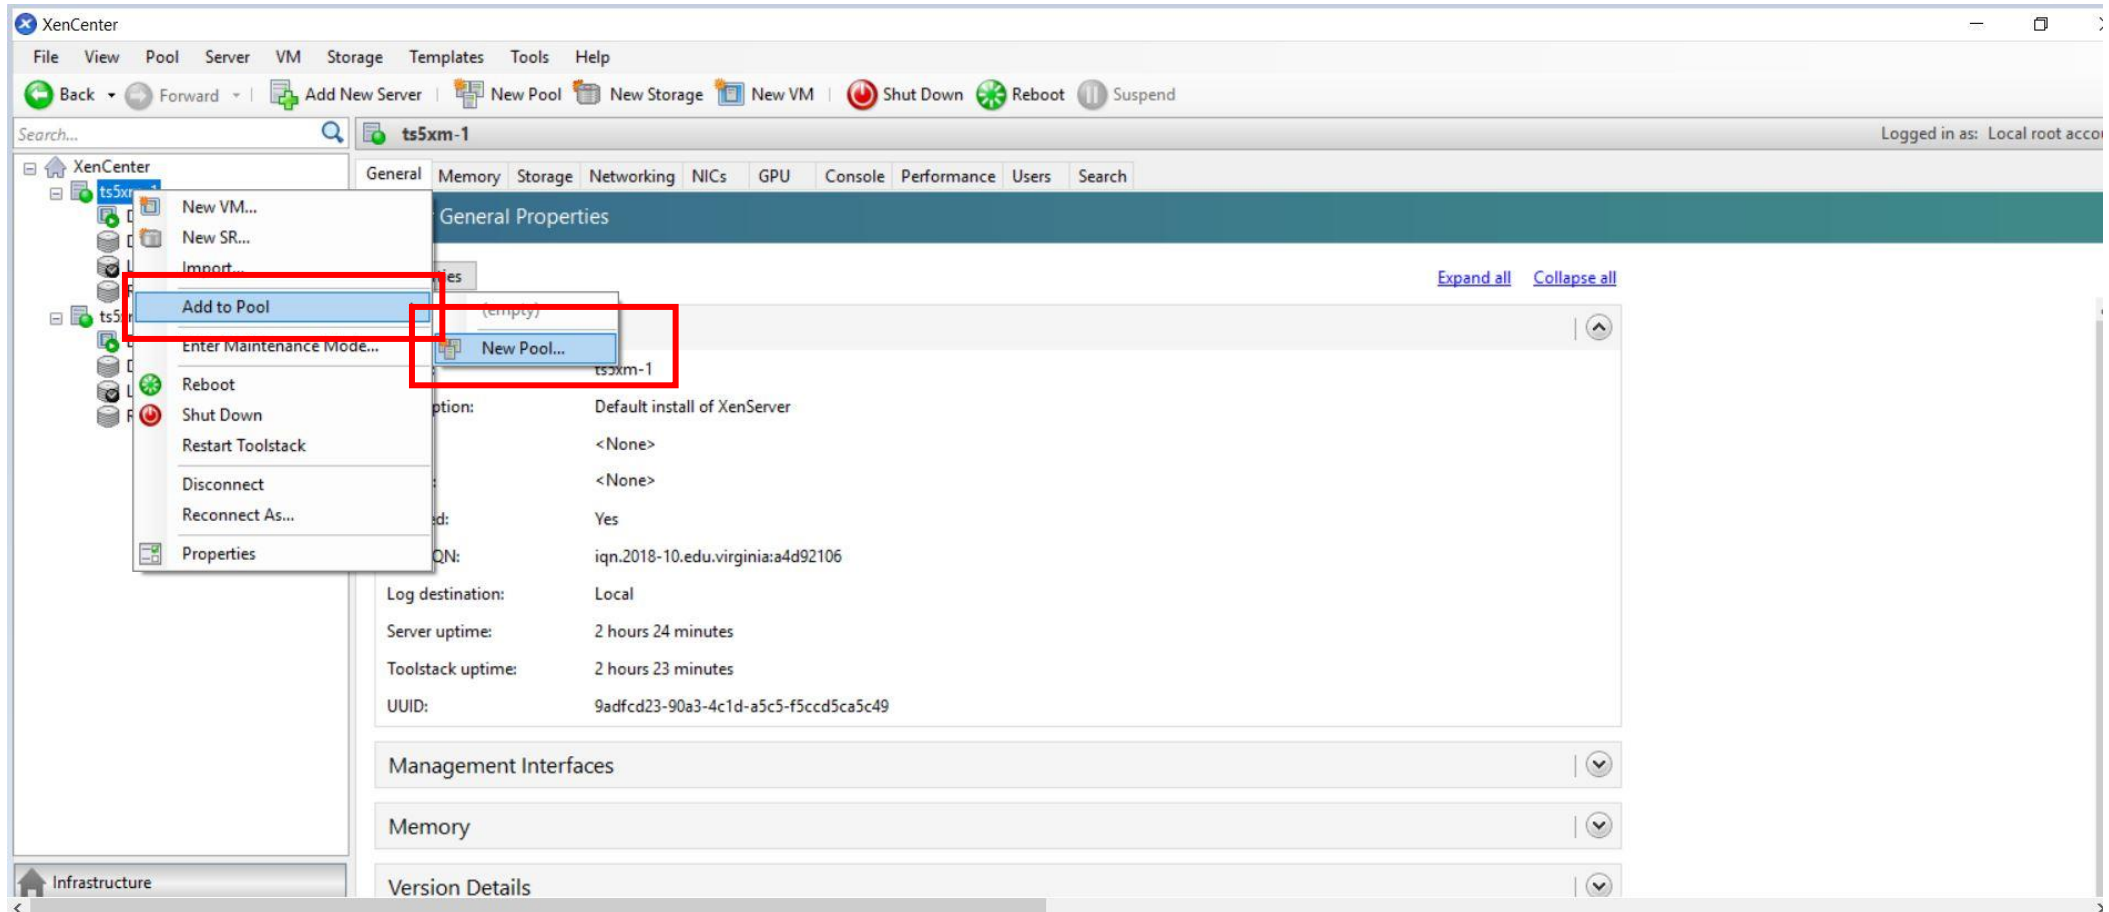 XenCenter
File View Pool Server VM Storage Templates Tools Help
Back Forward Add New Server New Pool New Storage New VM Shut Down Reboot Suspend
Search...
ts5xm-1
Logged in as: Local root
XenCenter
General Memory Storage Networking NICs GPU Console Performance Users Search
General Properties
New VM...
New SR...
Import...
Add to Pool
Enter Maintenance Mode...
Reboot
Shut Down
Restart Toolstack
Disconnect
Reconnect As...
Properties
(empty)
New Pool...
Expand all Collapse all
ts5xm-1
Default install of XenServer
<None>
<None>
Yes
iqn.2018-10.edu.virginia:a4d92106
Log destination: Local
Server uptime: 2 hours 24 minutes
Toolstack uptime: 2 hours 23 minutes
UUID: 9adfcd23-90a3-4c1d-a5c5-f5ccd5ca5c49
Management Interfaces
Memory
Version Details
Infrastructure